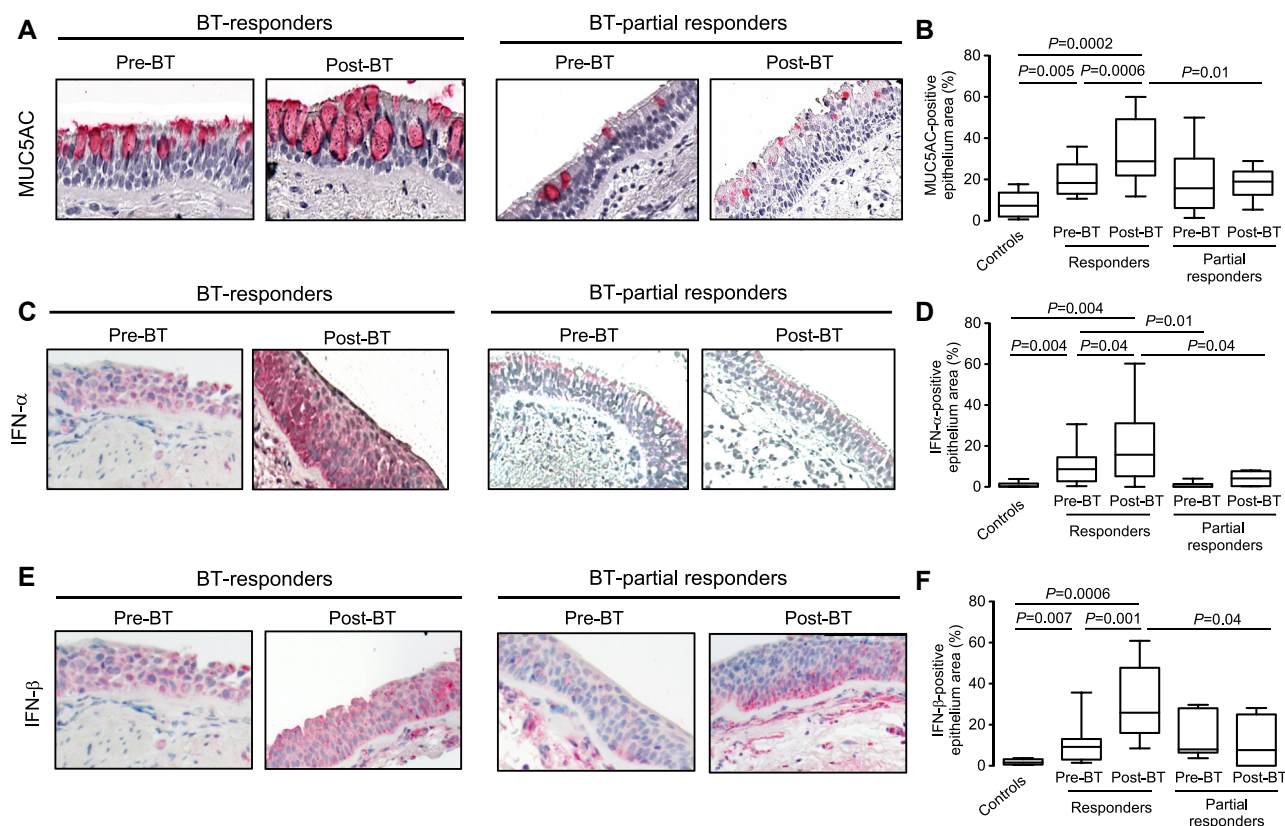 A
BT-responders
BT-partial responders
Pre-BT
Post-BT
Pre-BT
Post-BT
MUC5AC
B
MUC5AC-positive
epithelium area (%)
80
60
40
20
0
P=0.0002
P=0.005
P=0.0006
P=0.01
Controls
Pre-BT
Post-BT
Pre-BT
Post-BT
Responders
Partial
responders
C
BT-responders
BT-partial responders
Pre-BT
Post-BT
Pre-BT
Post-BT
IFN-α
D
IFN-α-positive
epithelium area (%)
80
60
40
20
0
P=0.004
P=0.01
P=0.004
P=0.04
P=0.04
Controls
Pre-BT
Post-BT
Pre-BT
Post-BT
Responders
Partial
responders
E
BT-responders
BT-partial responders
Pre-BT
Post-BT
Pre-BT
Post-BT
IFN-β
F
IFN-β-positive
epithelium area (%)
80
60
40
20
0
P=0.0006
P=0.007
P=0.001
P=0.04
Controls
Pre-BT
Post-BT
Pre-BT
Post-BT
Responders
Partial
responders